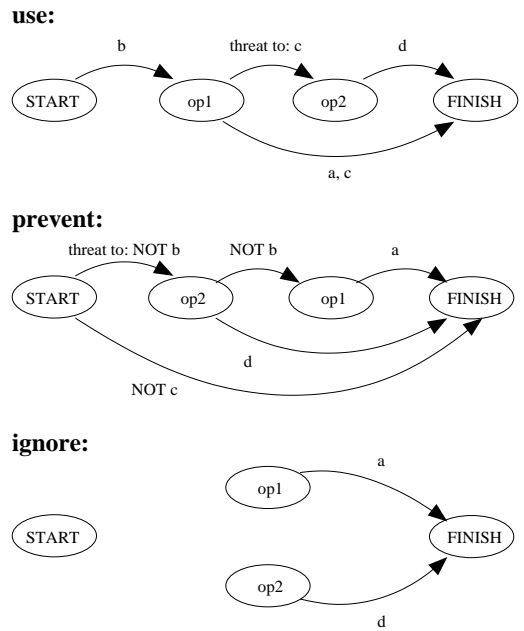 use:
b
threat to: c
d
START
op1
op2
FINISH
a, c
prevent:
threat to: NOT b
NOT b
a
START
op2
op1
FINISH
d
NOT c
ignore:
a
op1
START
FINISH
op2
d